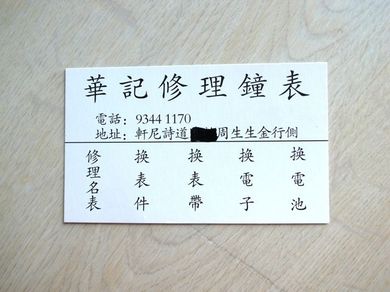 華記修理鐘表
電話：9344 1170
地址：軒尼詩道 周生生金行側
修理名表
換表件
換表帶
換電子
換電池